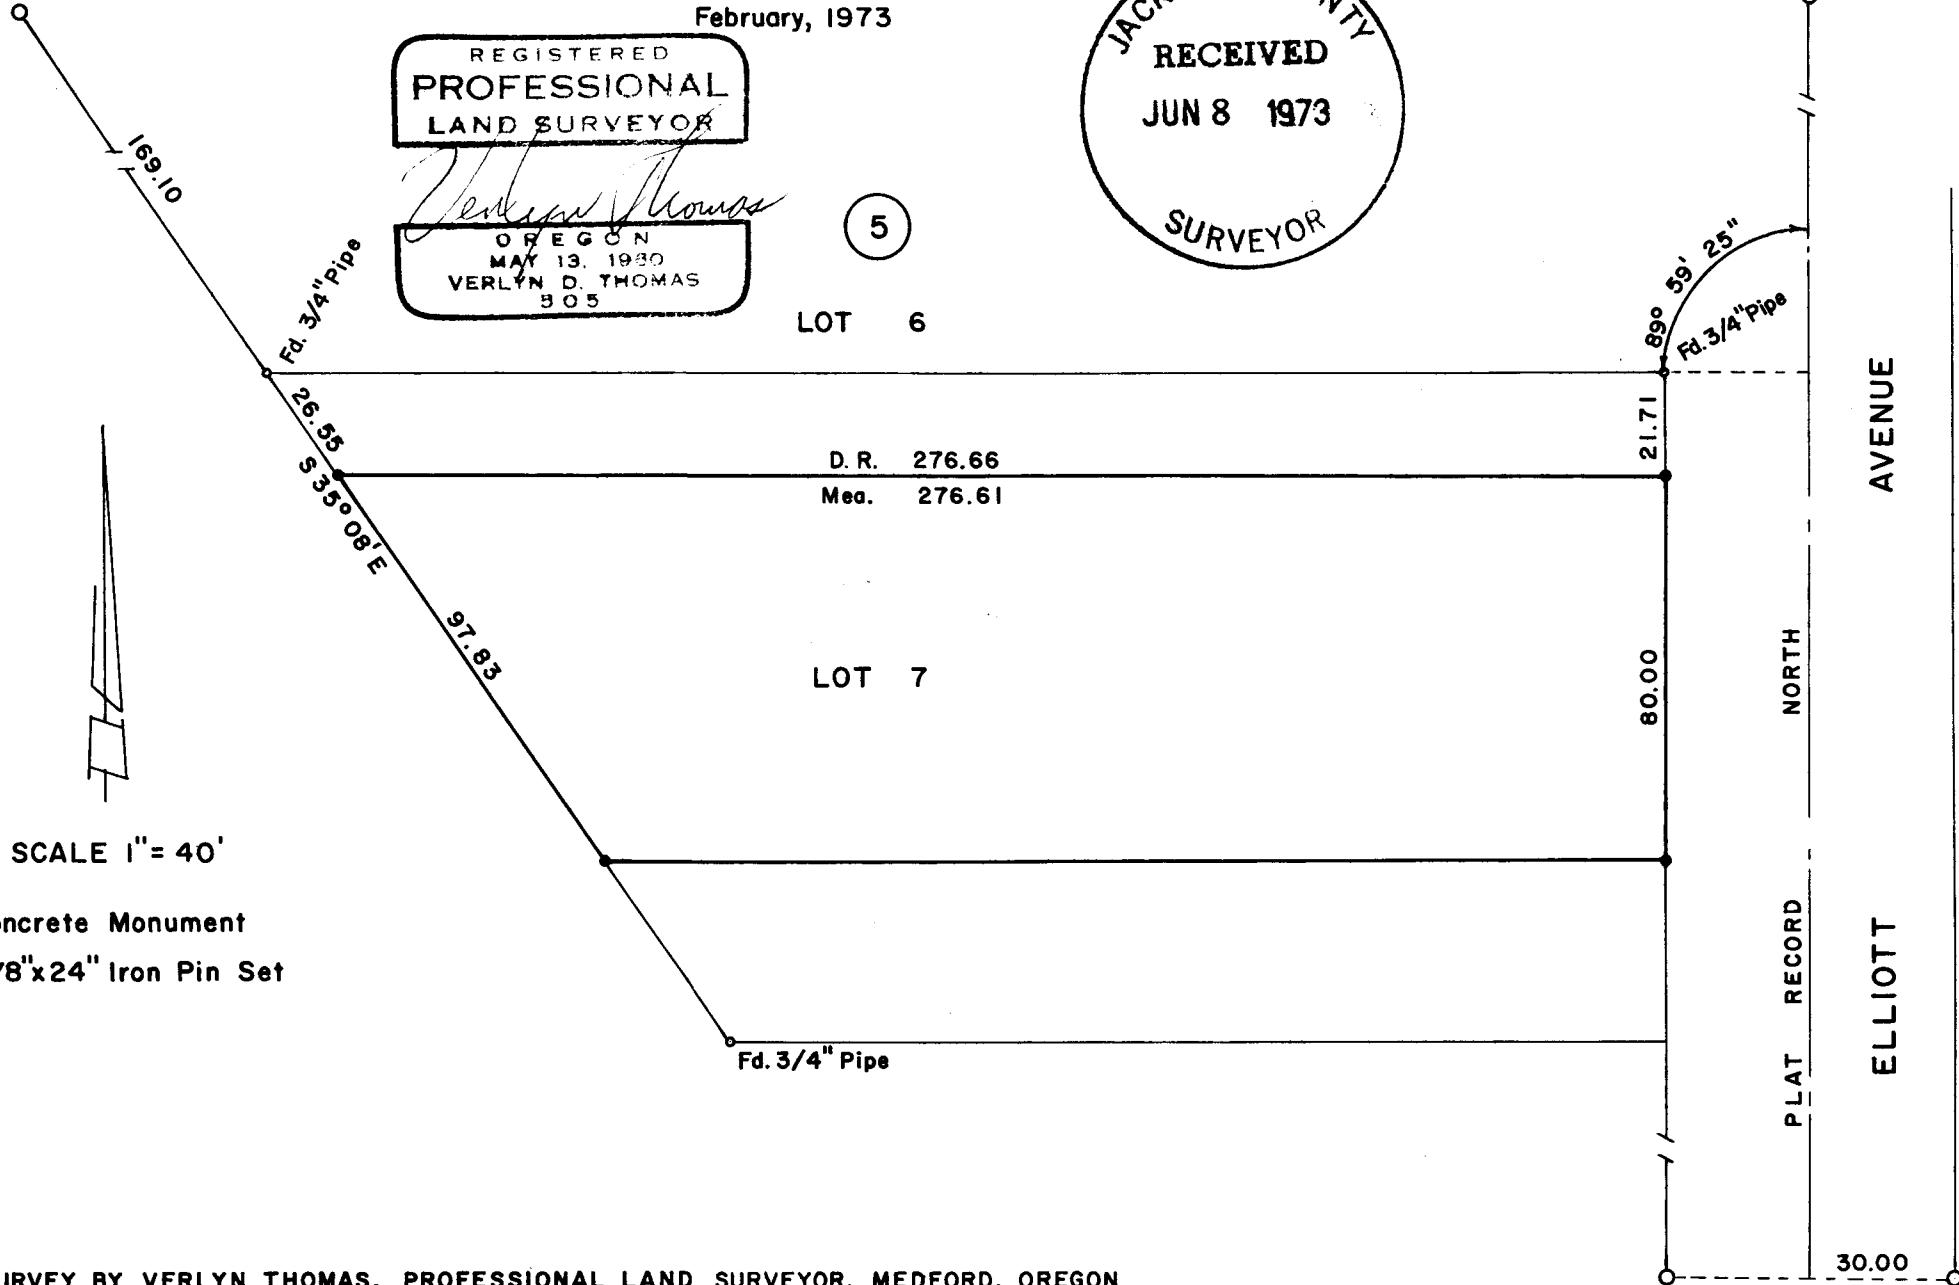 February, 1973
REGISTERED
PROFESSIONAL
LAND SURVEYOR
Verlyn Thomas
OREGON
MAY 13, 1960
VERLYN D. THOMAS
505
5
RECEIVED
JUN 8 1973
SURVEYOR
169.10
Fd. 3/4" Pipe
LOT 6
89° 59' 25"
Fd. 3/4" Pipe
26.55
S 35° 08' E
D. R. 276.66
Mea. 276.61
21.71
AVENUE
97.83
LOT 7
80.00
NORTH
SCALE 1" = 40'
Monument
24" Iron Pin Set
PLAT RECORD
ELLIOTT
Fd. 3/4" Pipe
30.00
BY VERLYN THOMAS, PROFESSIONAL LAND SURVEYOR, MEDFORD, OREGON